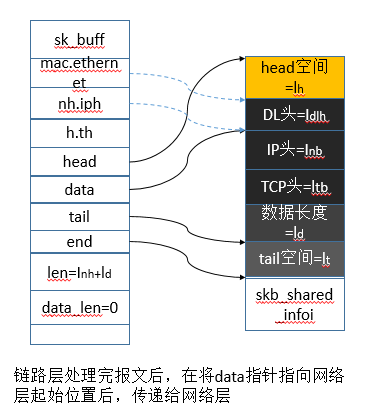 sk_buff
mac.ethern
et
nh.iph
h.th
head
data
tail
end
len=lnh+ld
data_len=0
head空间
=lh
DL头=ldlh
IP头=lnb
TCP头=ltb
数据长度
=ld
tail空间=lt
skb_shared
_infoi
链路层处理完报文后，在将data指针指向网络
层起始位置后，传递给网络层